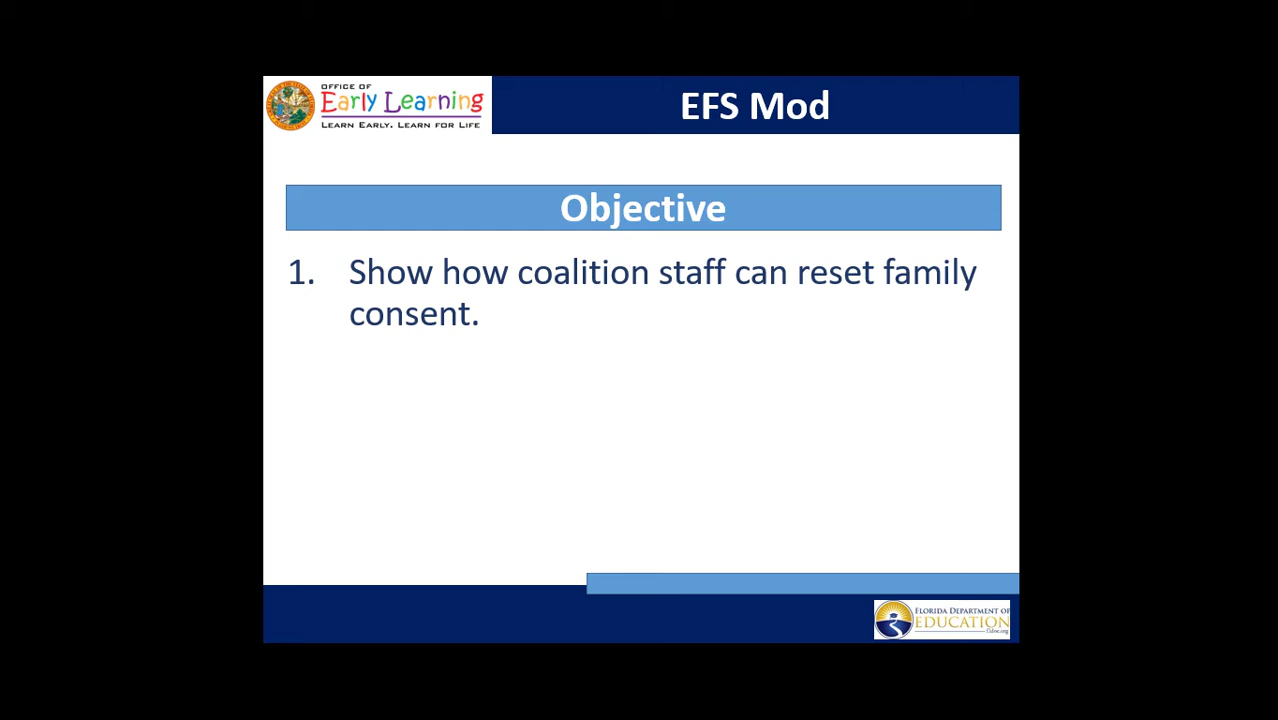 OFFICE OF
Early Learning
LEARN EARLY. LEARN FOR LIFE
EFS Mod
Objective
1. Show how coalition staff can reset family
consent.
FLORIDA DEPARTMENT OF
EDUCATION
fldoe.org